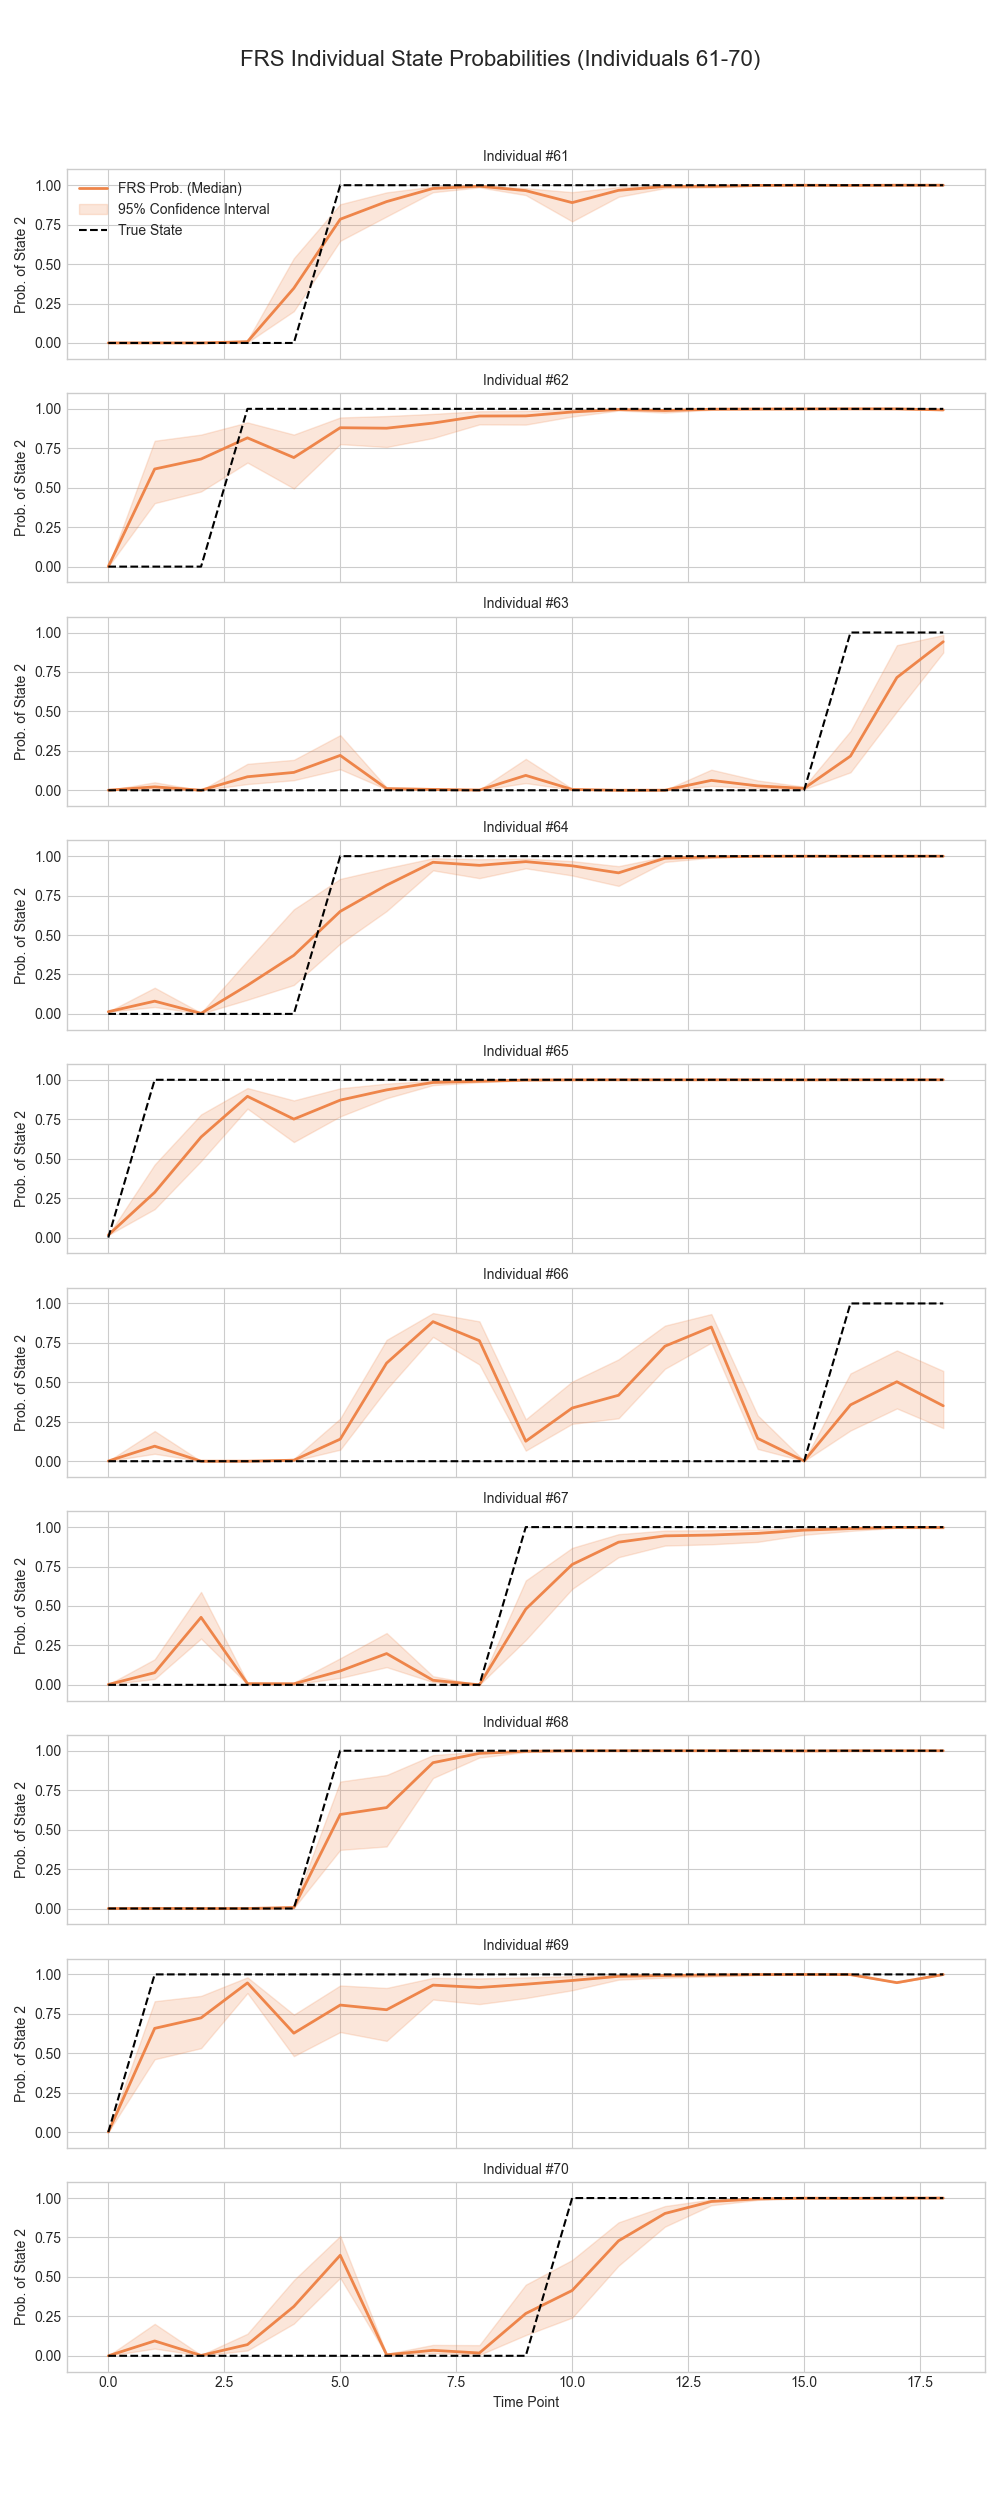 FRS Individual State Probabilities (Individuals 61-70)
Individual #61
FRS Prob. (Median)
95% Confidence Interval
True State
Prob. of State 2
1.00
0.75
0.50
0.25
0.00
Individual #62
Prob. of State 2
1.00
0.75
0.50
0.25
0.00
Individual #63
Prob. of State 2
1.00
0.75
0.50
0.25
0.00
Individual #64
Prob. of State 2
1.00
0.75
0.50
0.25
0.00
Individual #65
Prob. of State 2
1.00
0.75
0.50
0.25
0.00
Individual #66
Prob. of State 2
1.00
0.75
0.50
0.25
0.00
Individual #67
Prob. of State 2
1.00
0.75
0.50
0.25
0.00
Individual #68
Prob. of State 2
1.00
0.75
0.50
0.25
0.00
Individual #69
Prob. of State 2
1.00
0.75
0.50
0.25
0.00
Individual #70
Prob. of State 2
1.00
0.75
0.50
0.25
0.00
0.0 2.5 5.0 7.5 10.0 12.5 15.0 17.5
Time Point